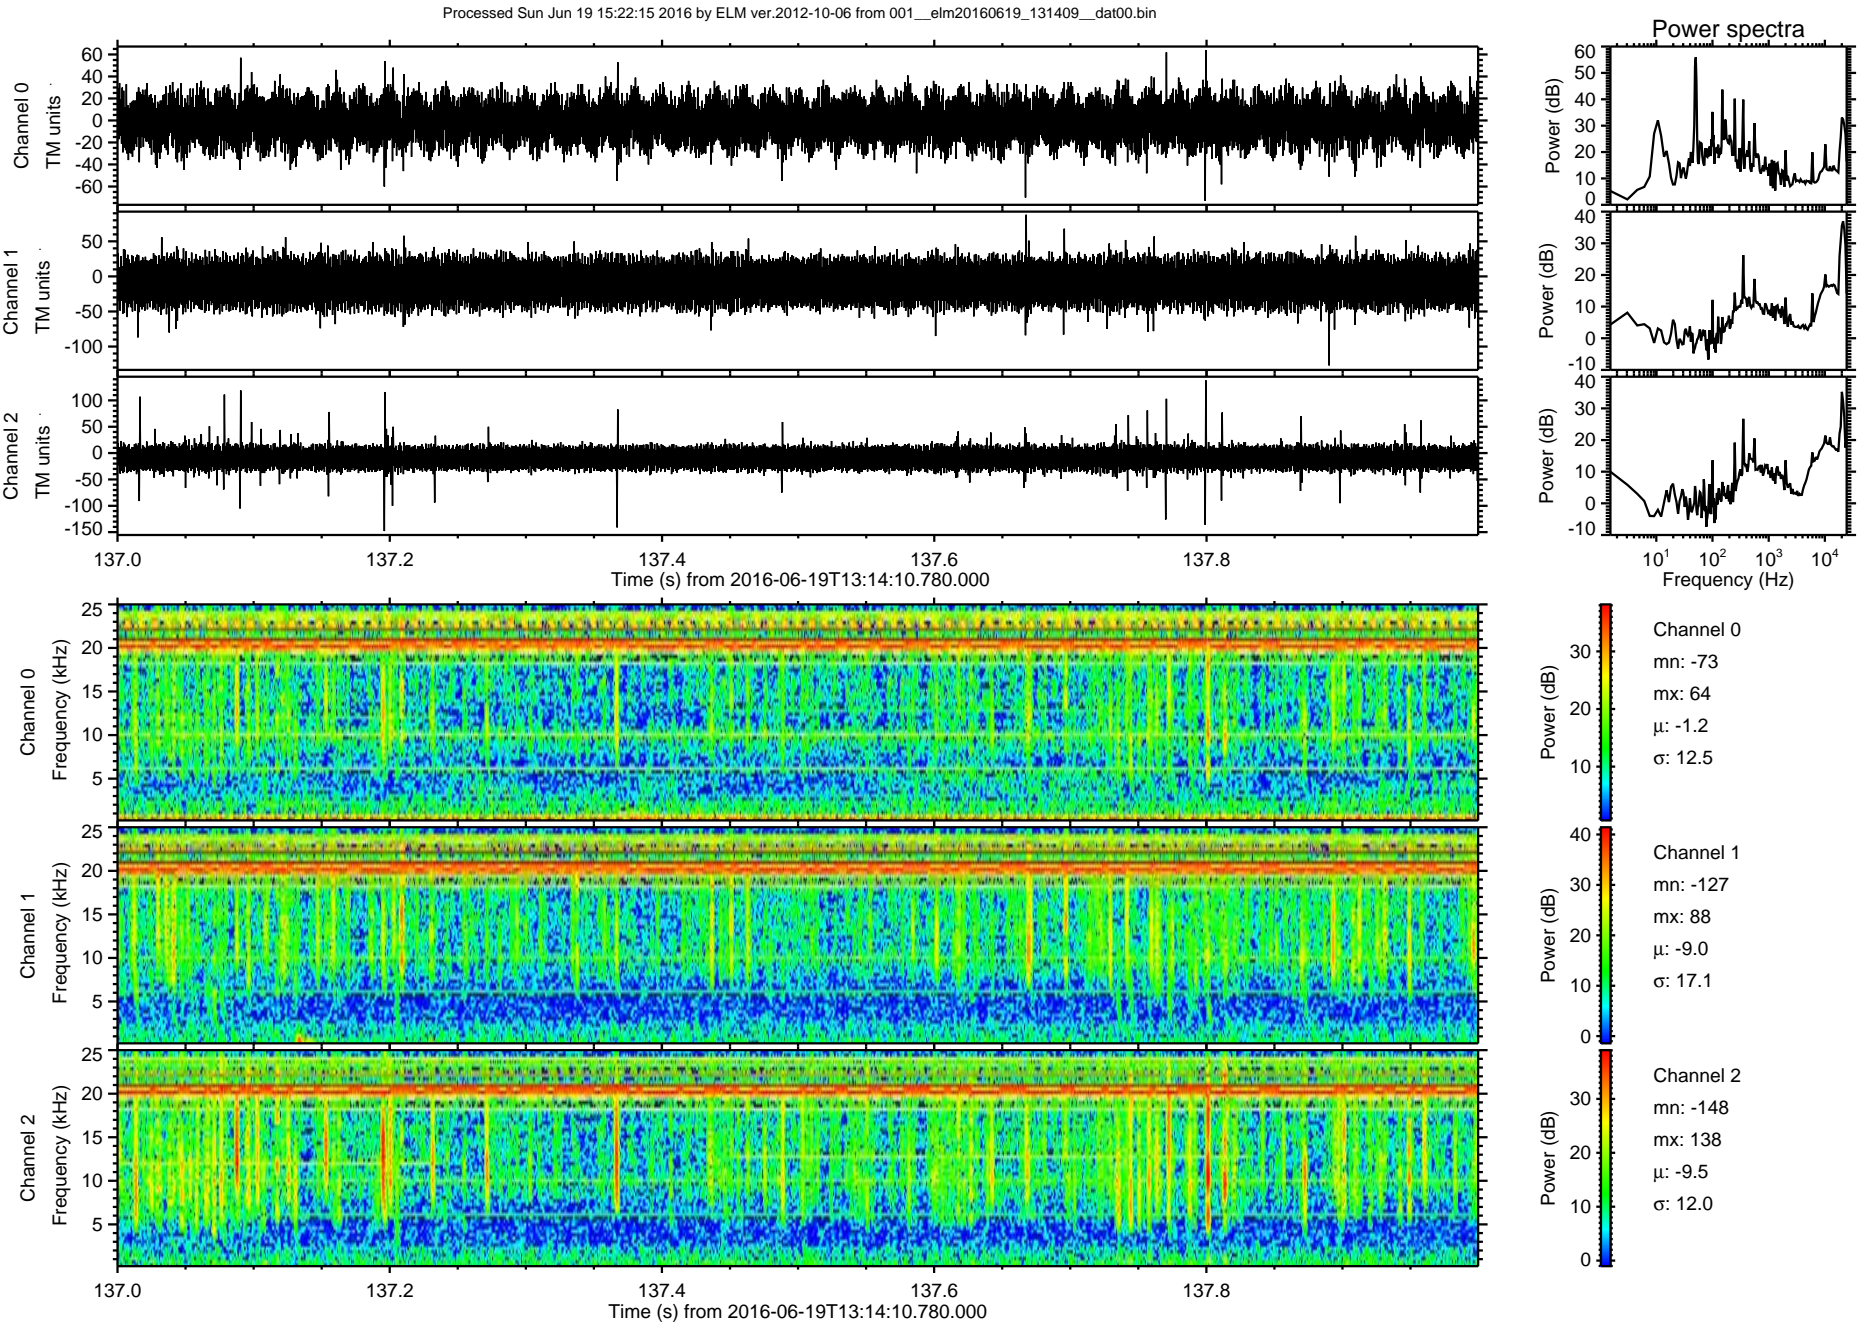 Processed Sun Jun 19 15:22:15 2016 by ELM ver.2012-10-06 from 001__elm20160619_131409__dat00.bin
Power spectra
Channel 0
TM units
60
40
20
0
-20
-40
-60
Power (dB)
60
50
40
30
20
10
0
Channel 1
TM units
50
0
-50
-100
Power (dB)
40
30
20
10
0
-10
Channel 2
TM units
100
50
0
-50
-100
-150
Power (dB)
40
30
20
10
0
-10
137.0 137.2 137.4 137.6 137.8
Time (s) from 2016-06-19T13:14:10.780.000
10¹ 10² 10³ 10⁴
Frequency (Hz)
Channel 0
Frequency (kHz)
25
20
15
10
5
Power (dB)
30
20
10
Channel 0
mn: -73
mx: 64
μ: -1.2
σ: 12.5
Channel 1
Frequency (kHz)
25
20
15
10
5
Power (dB)
40
30
20
10
0
Channel 1
mn: -127
mx: 88
μ: -9.0
σ: 17.1
Channel 2
Frequency (kHz)
25
20
15
10
5
Power (dB)
30
20
10
0
Channel 2
mn: -148
mx: 138
μ: -9.5
σ: 12.0
137.0 137.2 137.4 137.6 137.8
Time (s) from 2016-06-19T13:14:10.780.000